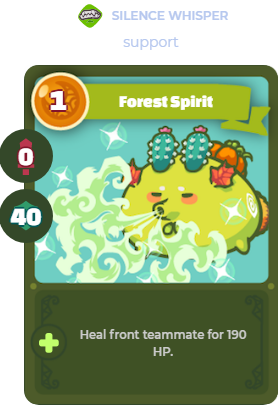 SILENCE WHISPER
support
1
Forest Spirit
0
40
Heal front teammate for 190
HP.